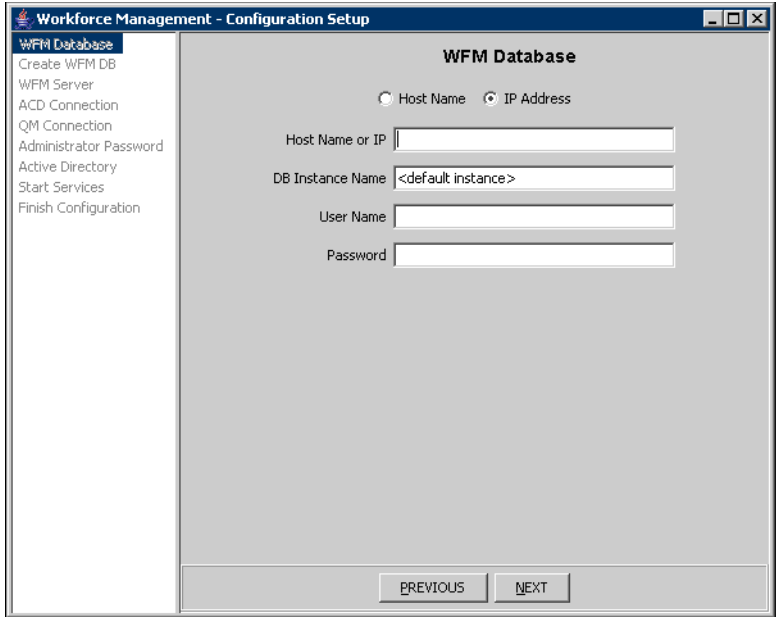 Workforce Management - Configuration Setup
WFM Database
Create WFM DB
WFM Server
ACD Connection
QM Connection
Administrator Password
Active Directory
Start Services
Finish Configuration
WFM Database
Host Name IP Address
Host Name or IP
DB Instance Name <default instance>
User Name
Password
PREVIOUS NEXT